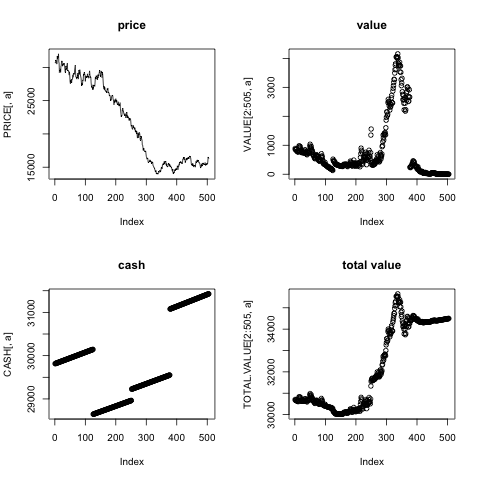 price
PRICE[, a]
15000
25000
0 100 200 300 400 500
Index
value
VALUE[2:505, a]
0
1000
3000
0 100 200 300 400 500
Index
cash
CASH[, a]
29000
30000
31000
0 100 200 300 400 500
Index
total value
TOTAL.VALUE[2:505, a]
30000
32000
34000
0 100 200 300 400 500
Index